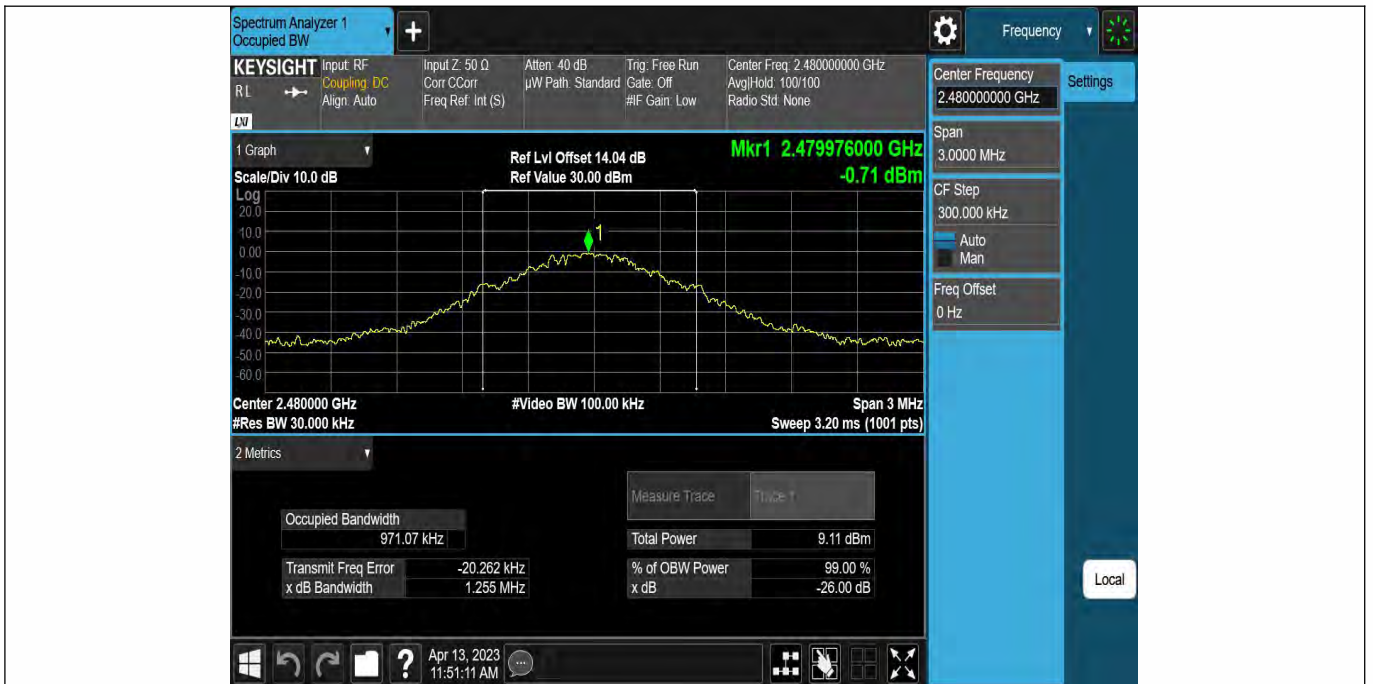 Spectrum Analyzer 1
Occupied BW
+
Frequency
KEYSIGHT
RL
LXI
Input: RF
Coupling: DC
Align: Auto
Input Z: 50 Ω
Corr CCorr
Freq Ref: Int (S)
Atten: 40 dB
µW Path: Standard
Trig: Free Run
Gate: Off
#IF Gain: Low
Center Freq: 2.480000000 GHz
Avg|Hold: 100/100
Radio Std: None
Center Frequency
2.480000000 GHz
Settings
Span
3.0000 MHz
CF Step
300.000 kHz
Auto
Man
Freq Offset
0 Hz
Local
1 Graph
Scale/Div 10.0 dB
Ref Lvl Offset 14.04 dB
Ref Value 30.00 dBm
Mkr1 2.479976000 GHz
-0.71 dBm
Log
20.0
10.0
0.00
-10.0
-20.0
-30.0
-40.0
-50.0
-60.0
1
Center 2.480000 GHz
#Video BW 100.00 kHz
Span 3 MHz
#Res BW 30.000 kHz
Sweep 3.20 ms (1001 pts)
2 Metrics
Measure Trace
Trace 1
Occupied Bandwidth
971.07 kHz
Total Power
9.11 dBm
Transmit Freq Error
-20.262 kHz
% of OBW Power
99.00 %
x dB Bandwidth
1.255 MHz
x dB
-26.00 dB
?
Apr 13, 2023
11:51:11 AM